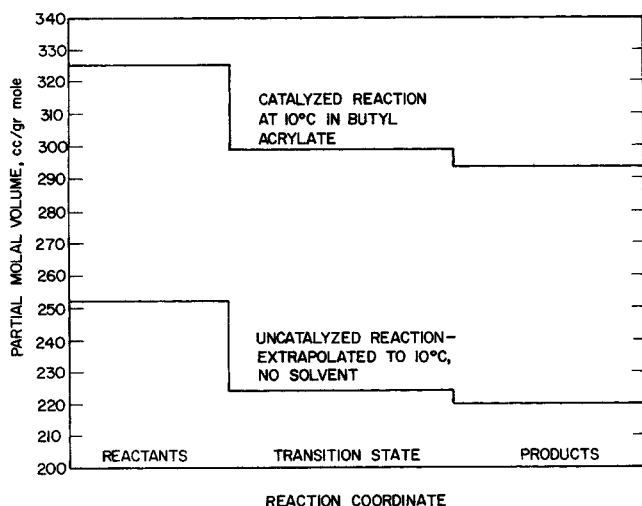 340
330
320
310
300
290
280
270
260
250
240
230
220
210
200
PARTIAL MOLAL VOLUME, cc/gr mole
CATALYZED REACTION
AT 10°C IN BUTYL
ACRYLATE
UNCATALYZED REACTION–
EXTRAPOLATED TO 10°C,
NO SOLVENT
REACTANTS TRANSITION STATE PRODUCTS
REACTION COORDINATE